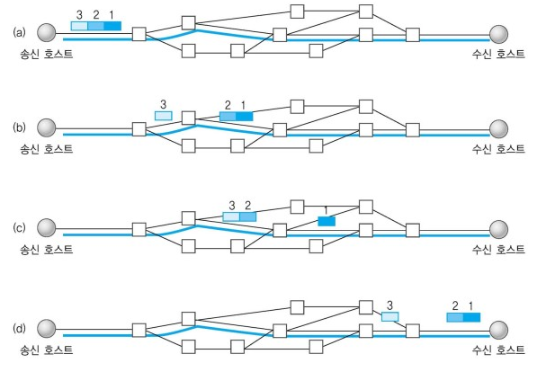 3 2 1
(a)
송신 호스트
수신 호스트
3
2 1
(b)
송신 호스트
수신 호스트
3 2
1
(c)
송신 호스트
수신 호스트
3
2 1
(d)
송신 호스트
수신 호스트